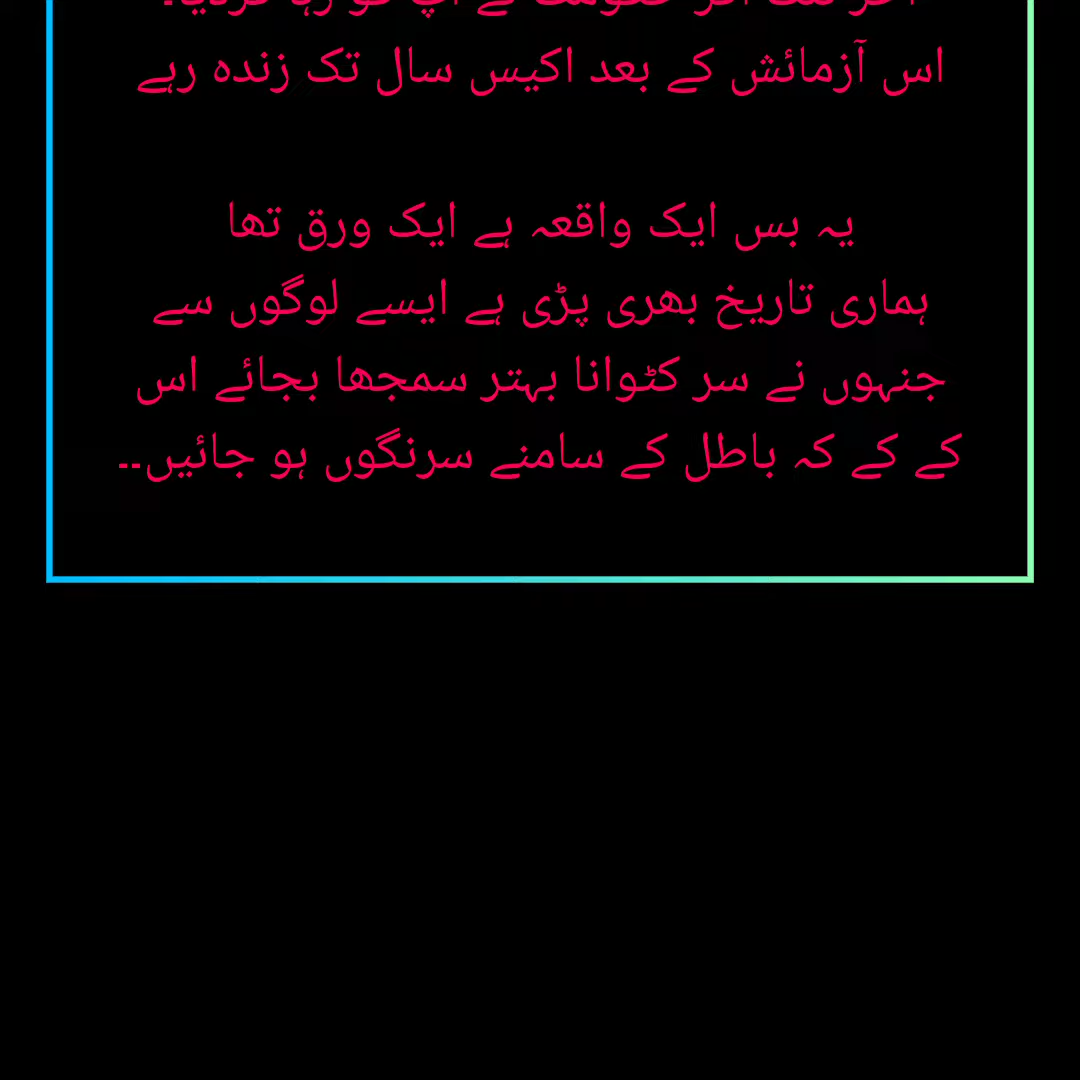 اس آزمائش کے بعد اکیس سال تک زندہ رہے
یہ بس ایک واقعہ ہے ایک ورق تھا
ہماری تاریخ بھری پڑی ہے ایسے لوگوں سے
جنہوں نے سر کٹوانا بہتر سمجھا بجائے اس
کے کے کہ باطل کے سامنے سرنگوں ہو جائیں--